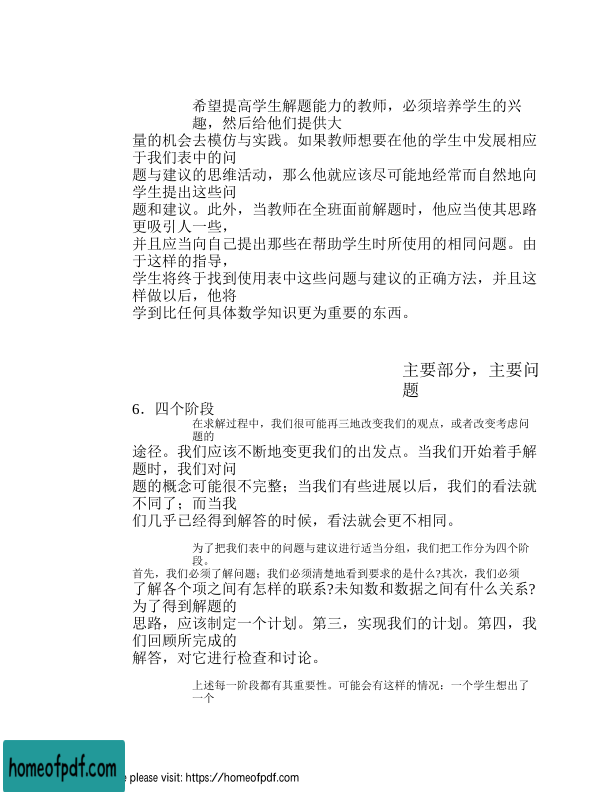 希望提高学生解题能力的教师，必须培养学生的兴
趣，然后给他们提供大
量的机会去模仿与实践。如果教师想要在他的学生中发展相应
于我们表中的问
题与建议的思维活动，那么他就应该尽可能地经常而自然地向
学生提出这些问
题和建议。此外，当教师在全班面前解题时，他应当使其思路
更吸引人一些，
并且应当向自己提出那些在帮助学生时所使用的相同问题。由
于这样的指导，
学生将终于找到使用表中这些问题与建议的正确方法，并且这
样做以后，他将
学到比任何具体数学知识更为重要的东西。
主要部分，主要问
题
6．四个阶段
在求解过程中，我们很可能再三地改变我们的观点，或者改变考虑问
题的
途径。我们应该不断地变更我们的出发点。当我们开始着手解
题时，我们对问
题的概念可能很不完整；当我们有些进展以后，我们的看法就
不同了；而当我
们几乎已经得到解答的时候，看法就会更不相同。
为了把我们表中的问题与建议进行适当分组，我们把工作分为四个阶
段。
首先，我们必须了解问题；我们必须清楚地看到要求的是什么?其次，我们必须
了解各个项之间有怎样的联系?未知数和数据之间有什么关系?
为了得到解题的
思路，应该制定一个计划。第三，实现我们的计划。第四，我
们回顾所完成的
解答，对它进行检查和讨论。
上述每一阶段都有其重要性。可能会有这样的情况：一个学生想出了
一个
homeofpdf.com
e please visit: https://homeofpdf.com